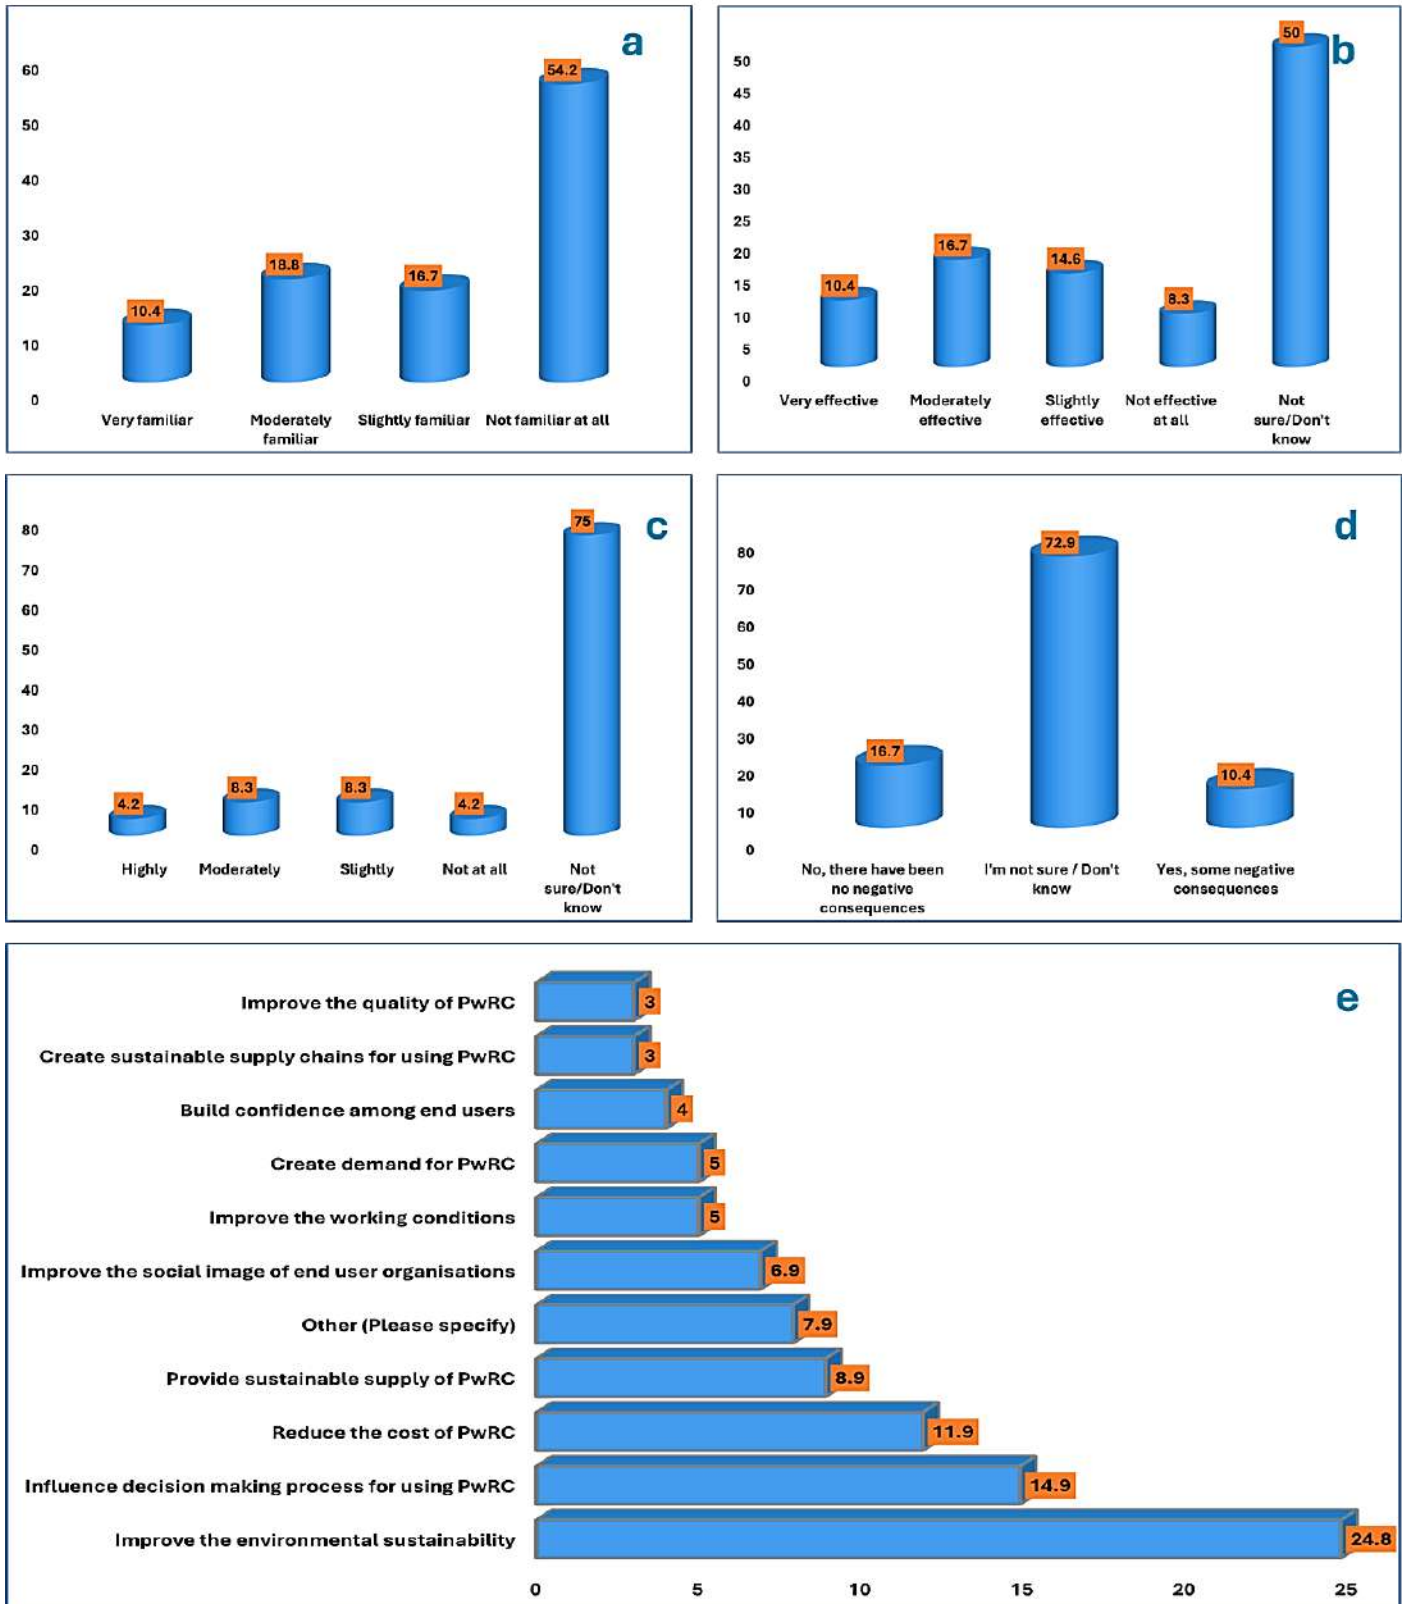 a
60
50
40
30
20
10
0
10.4
18.8
16.7
54.2
Very familiar
Moderately
familiar
Slightly familiar
Not familiar at all
b
50
45
40
35
30
25
20
15
10
5
0
10.4
16.7
14.6
8.3
50
Very effective
Moderately
effective
Slightly
effective
Not effective
at all
Not
sure/Don't
know
c
80
70
60
50
40
30
20
10
0
4.2
8.3
8.3
4.2
75
Highly
Moderately
Slightly
Not at all
Not
sure/Don't
know
d
80
70
60
50
40
30
20
10
0
16.7
72.9
10.4
No, there have been
no negative
consequences
I'm not sure / Don't
know
Yes, some negative
consequences
e
Improve the quality of PwRC 3
Create sustainable supply chains for using PwRC 3
Build confidence among end users 4
Create demand for PwRC 5
Improve the working conditions 5
Improve the social image of end user organisations 6.9
Other (Please specify) 7.9
Provide sustainable supply of PwRC 8.9
Reduce the cost of PwRC 11.9
Influence decision making process for using PwRC 14.9
Improve the environmental sustainability 24.8
0 5 10 15 20 25